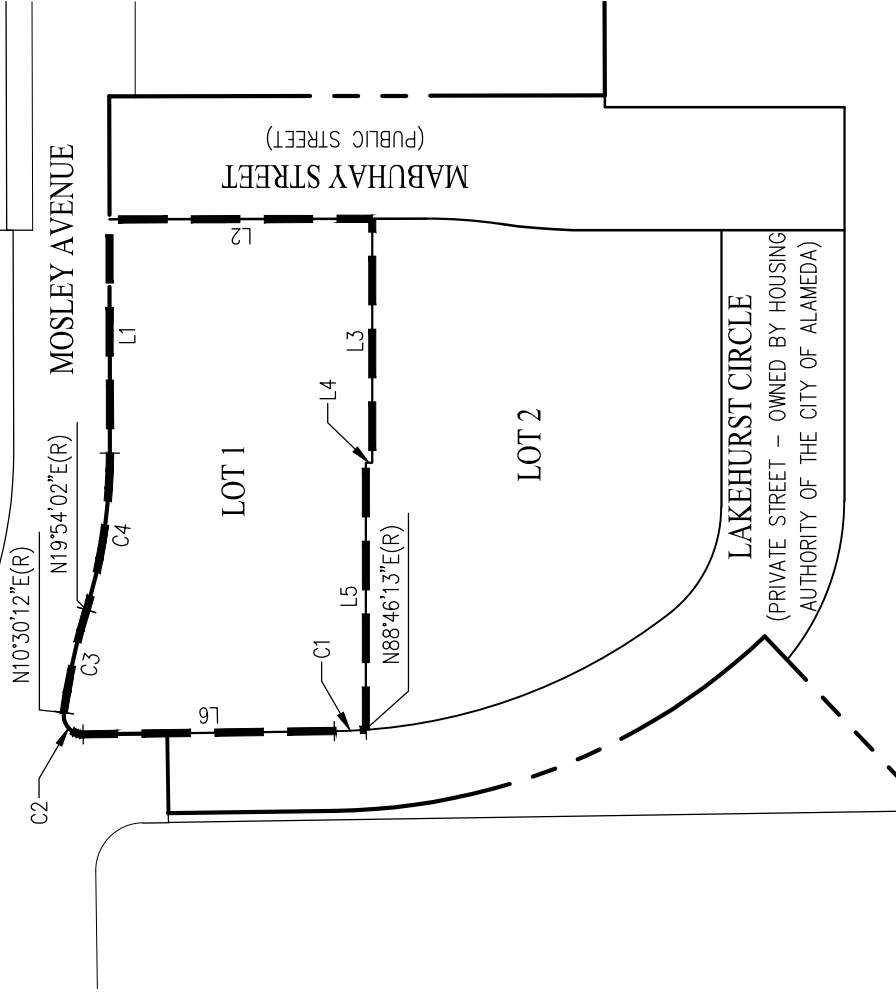 (PUBLIC STREET)
MABUHAY STREET
MOSLEY AVENUE
L2
L1
L3
L4
N19°54'02"E(R)
N10°30'12"E(R)
LOT 1
LOT 2
C4
C3
L5
N88°46'13"E(R)
C1
L6
C2
LAKEHURST CIRCLE
(PRIVATE STREET - OWNED BY HOUSING
AUTHORITY OF THE CITY OF ALAMEDA)